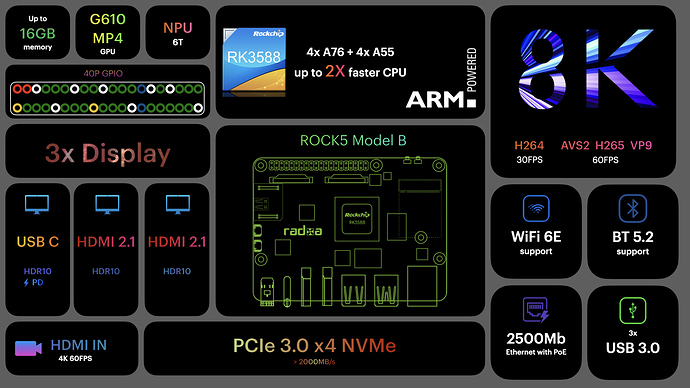 Up to
16GB
memory
G610
MP4
GPU
NPU
6T
Rockchip
RK3588
4x A76 + 4x A55
up to 2X faster CPU
ARM.
POWERED
8K
H264
30FPS
AVS2 H265 VP9
60FPS
40P GPIO
3x Display
ROCK5 Model B
Rockchip
RK3588
radxa
USB C
HDR10
PD
HDMI 2.1
HDR10
HDMI 2.1
HDR10
WiFi 6E
support
BT 5.2
support
HDMI IN
4K 60FPS
PCIe 3.0 x4 NVMe
> 2000MB/s
2500Mb
Ethernet with PoE
3x
USB 3.0